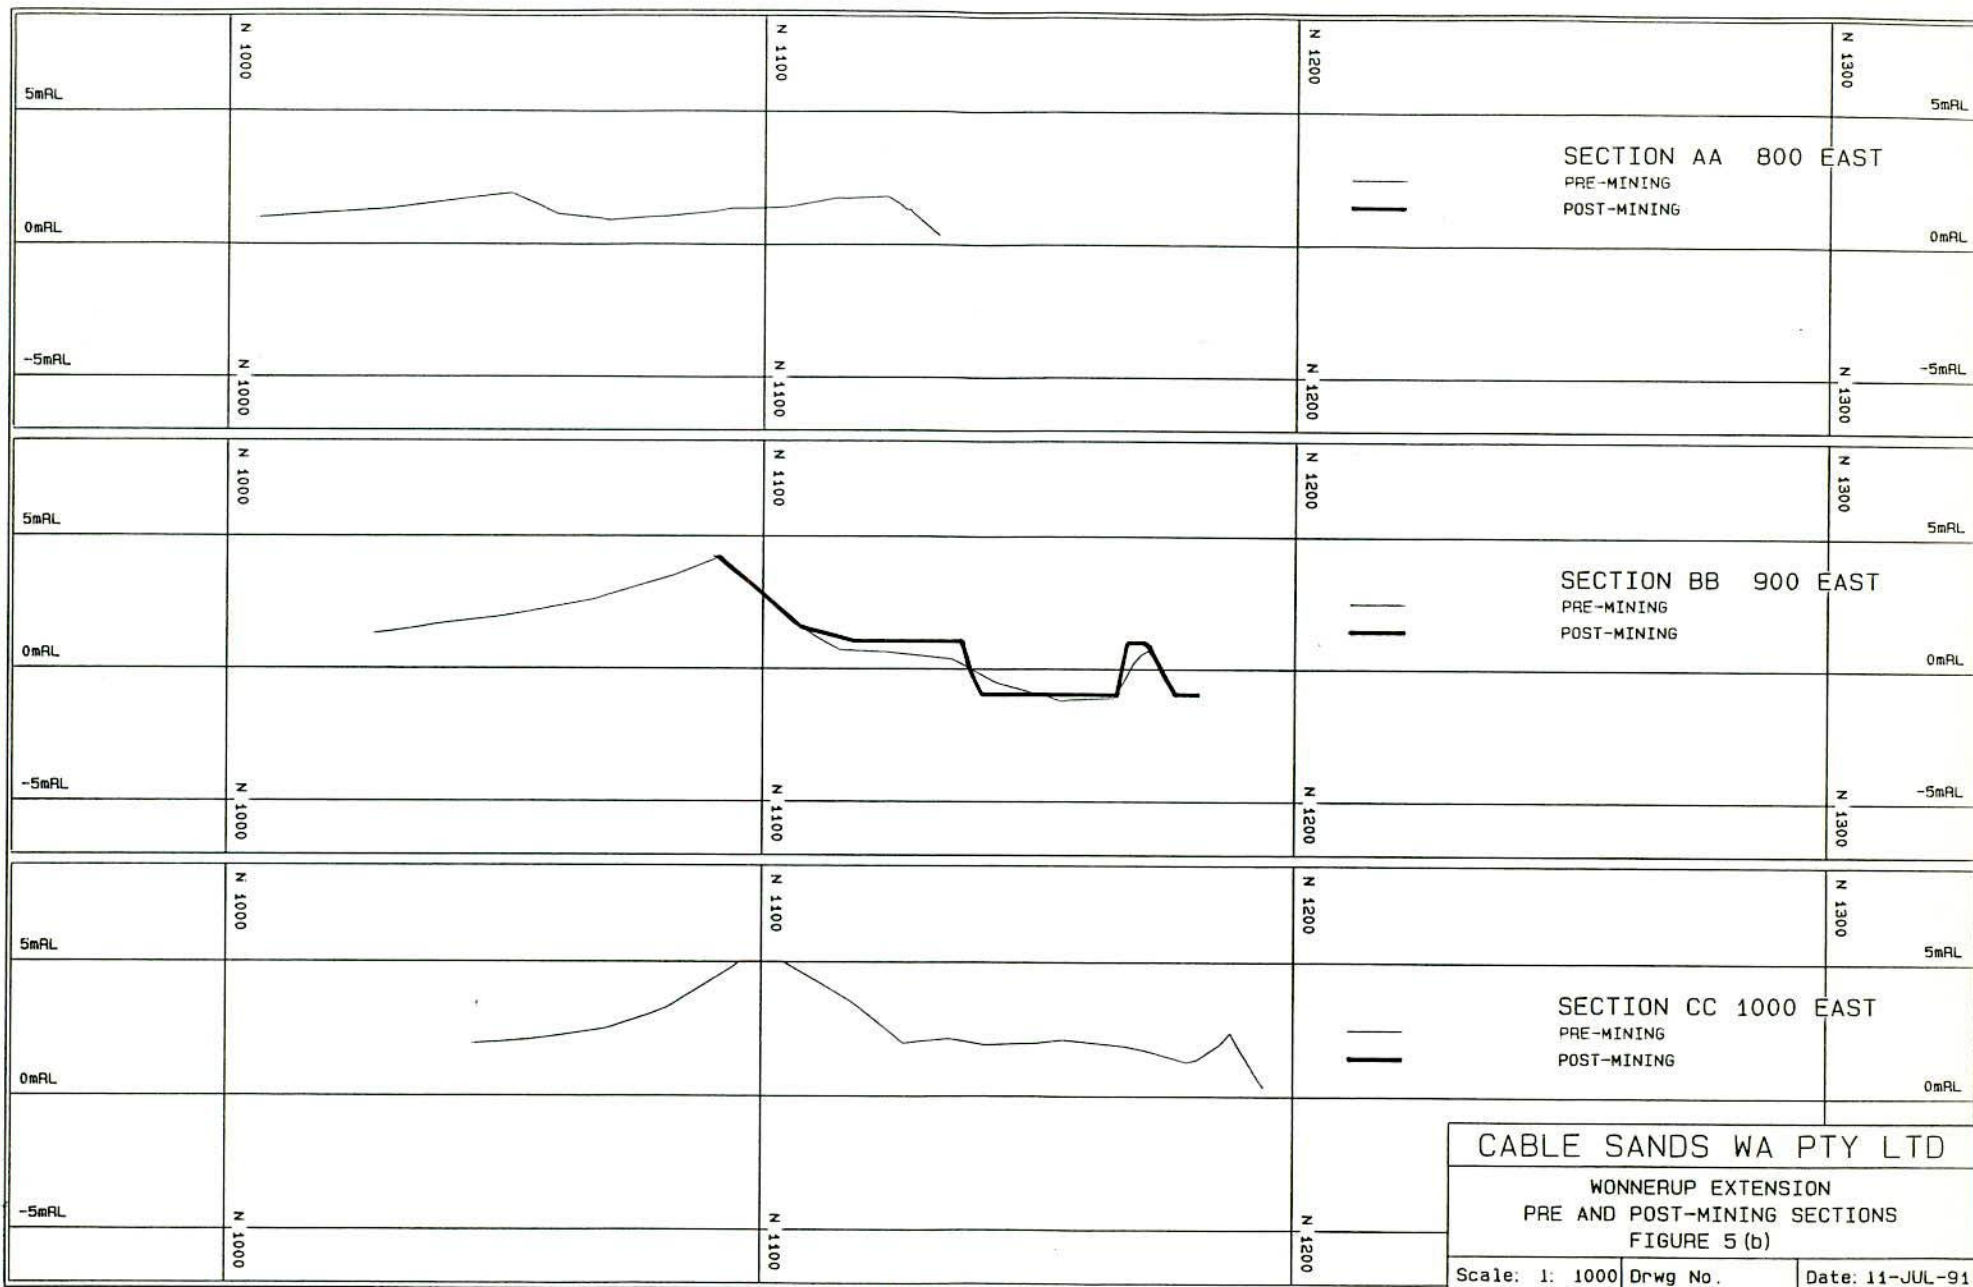 N 1000
N 1100
N 1200
N 1300
5mRL
5mRL
SECTION AA 800 EAST
PRE-MINING
POST-MINING
0mRL
0mRL
-5mRL
-5mRL
N 1000
N 1100
N 1200
N 1300
N 1000
N 1100
N 1200
N 1300
5mRL
5mRL
SECTION BB 900 EAST
PRE-MINING
POST-MINING
0mRL
0mRL
-5mRL
-5mRL
N 1000
N 1100
N 1200
N 1300
N 1000
N 1100
N 1200
N 1300
5mRL
5mRL
SECTION CC 1000 EAST
PRE-MINING
POST-MINING
0mRL
0mRL
-5mRL
N 1000
N 1100
N 1200
CABLE SANDS WA PTY LTD
WONNERUP EXTENSION
PRE AND POST-MINING SECTIONS
FIGURE 5 (b)
Scale: 1: 1000 Drwg No. Date: 11-JUL-91